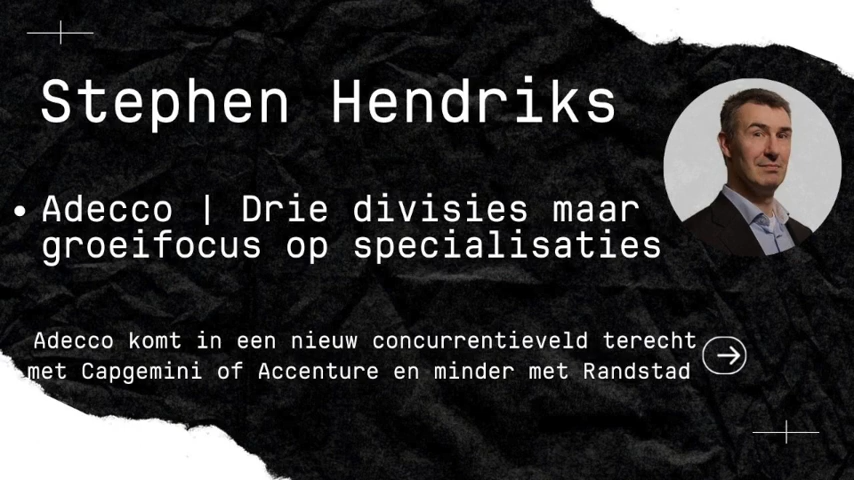 Stephen Hendriks
• Adecco | Drie divisies maar
groeifocus op specialisaties
Adecco komt in een nieuw concurrentieveld terecht
met Capgemini of Accenture en minder met Randstad